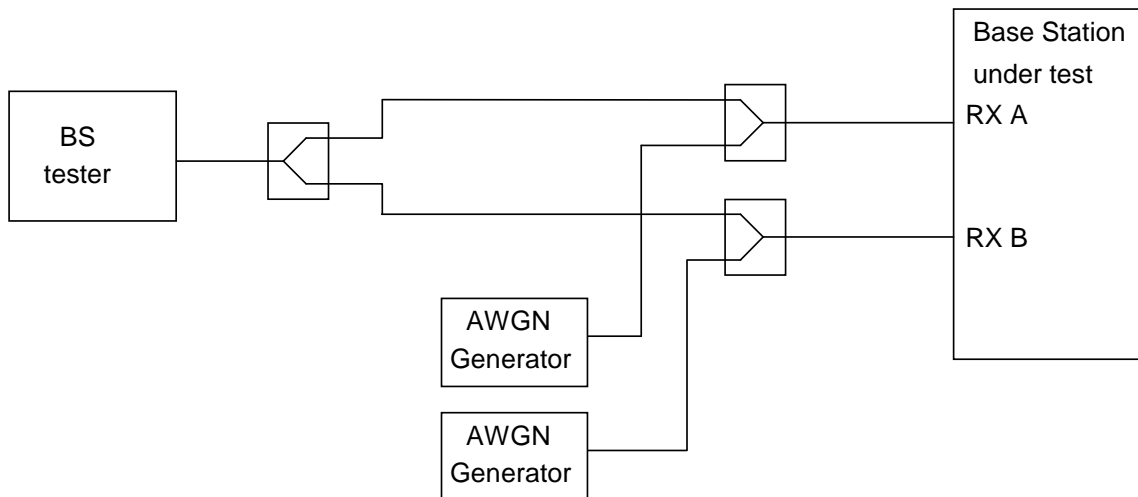 BS
tester
Base Station
under test
RX A
RX B
AWGN
Generator
AWGN
Generator